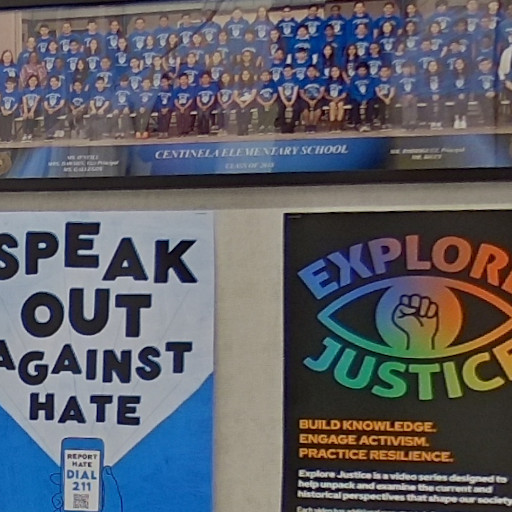 CENTINELA ELEMENTARY SCHOOL
SPEAK
OUT
AGAINST
HATE
REPORT
HATE
DIAL
211
EXPLORE
JUSTICE
BUILD KNOWLEDGE.
ENGAGE ACTIVISM.
PRACTICE RESILIENCE.
Explore Justice is a video series designed to
help unpack and examine the current and
historical perspectives that shape our society